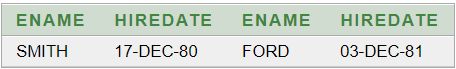 ENAME HIREDATE ENAME HIREDATE
SMITH 17-DEC-80 FORD 03-DEC-81